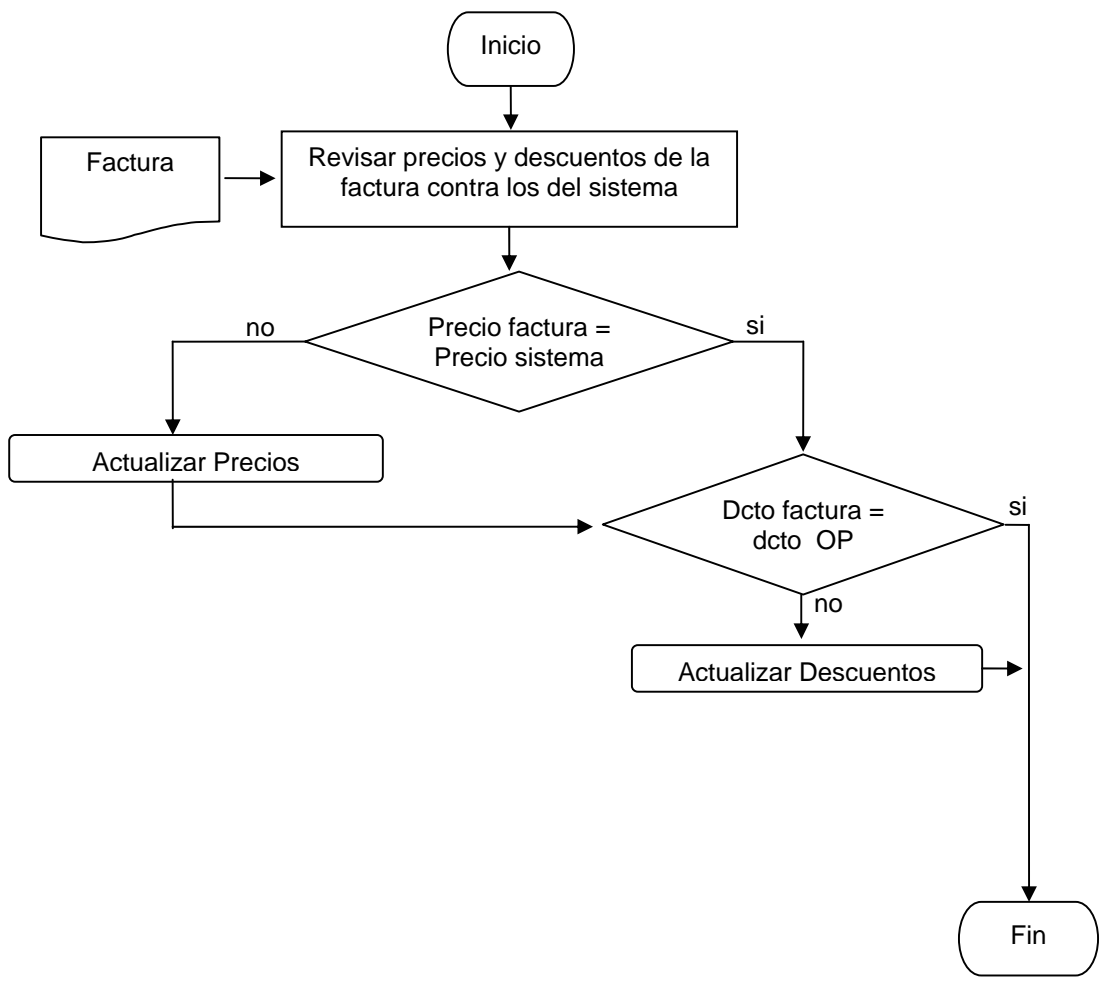 Inicio
Factura
Revisar precios y descuentos de la
factura contra los del sistema
no
Precio factura =
Precio sistema
si
Actualizar Precios
Dcto factura =
dcto OP
si
no
Actualizar Descuentos
Fin